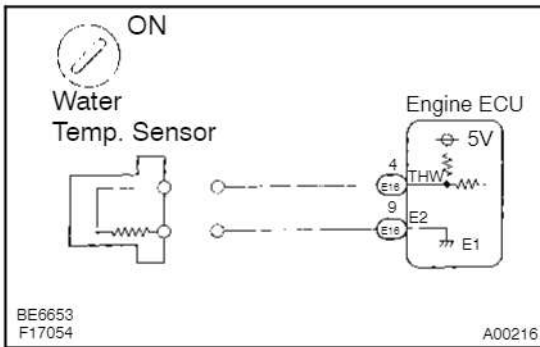 ON
Water
Temp. Sensor
Engine ECU
5V
4
THW
E16
9
E2
E16
E1
BE6653
F17054
A00216